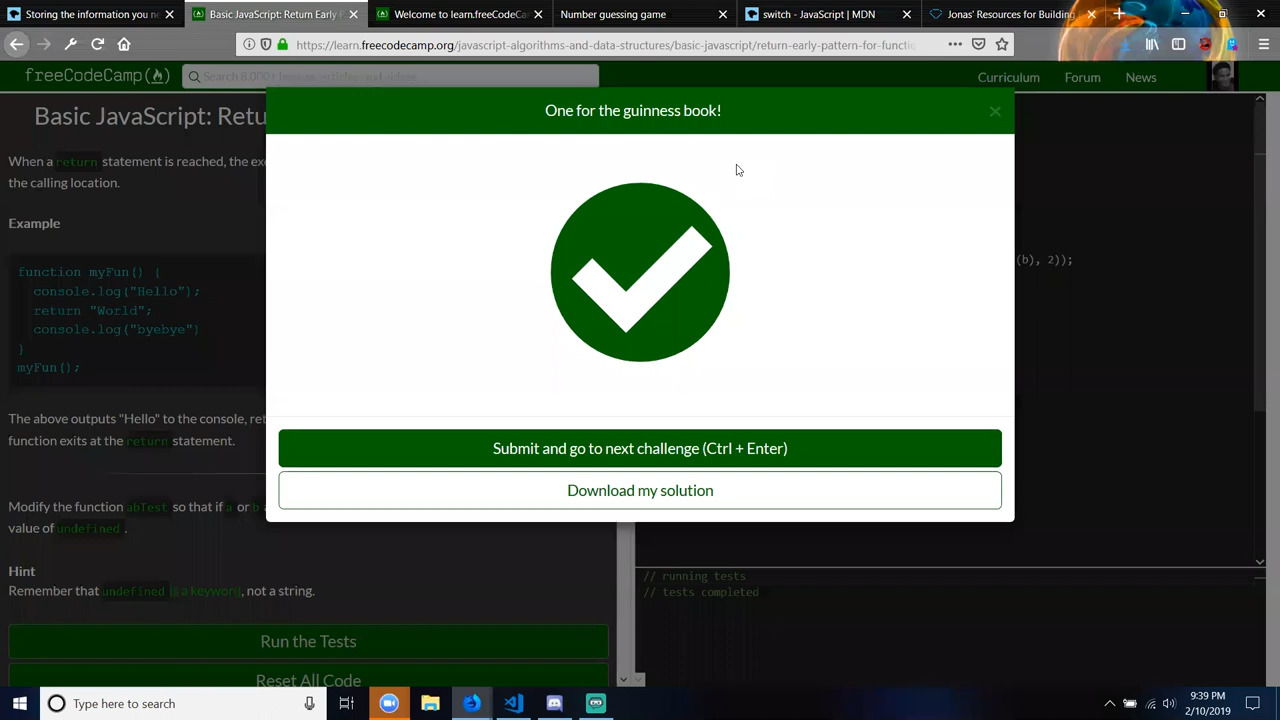 Storing the information you ne
Basic JavaScript: Return Early P
Welcome to learn.freeCodeCa
Number guessing game
switch - JavaScript | MDN
Jonas' Resources for Building
https://learn.freecodecamp.org/javascript-algorithms-and-data-structures/basic-javascript/return-early-pattern-for-functio
freeCodeCamp
Search 8,000+
Curriculum
Forum
News
Basic JavaScript: Retu
One for the guinness book!
When a return statement is reached, the exe
the calling location.
Example
function myFun() {
console.log("Hello");
return "World";
console.log("byebye")
}
myFun();
(b), 2));
The above outputs "Hello" to the console, ret
function exits at the return statement.
Submit and go to next challenge (Ctrl + Enter)
Download my solution
Modify the function abTest so that if a or b
value of undefined .
Hint
Remember that undefined is a keyword, not a string.
// running tests
// tests completed
Run the Tests
Reset All Code
Type here to search
9:39 PM
2/10/2019